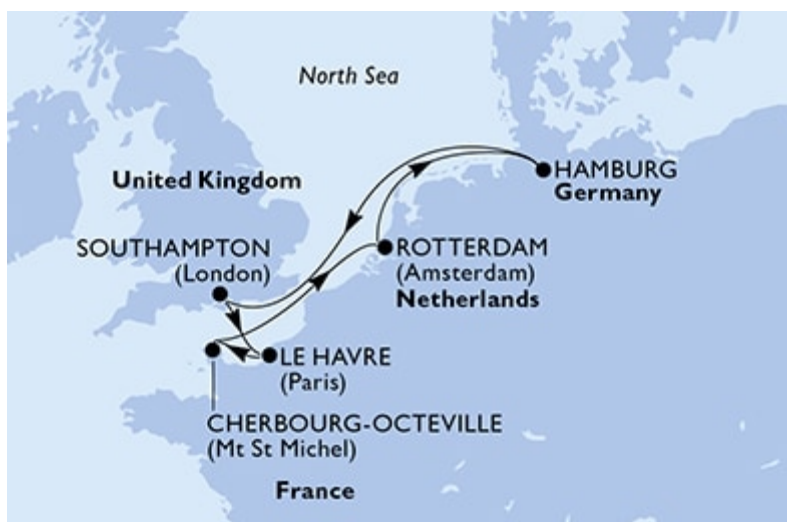 North Sea
United Kingdom
HAMBURG
Germany
SOUTHAMPTON
(London)
ROTTERDAM
(Amsterdam)
Netherlands
LE HAVRE
(Paris)
CHERBOURG-OCTEVILLE
(Mt St Michel)
France